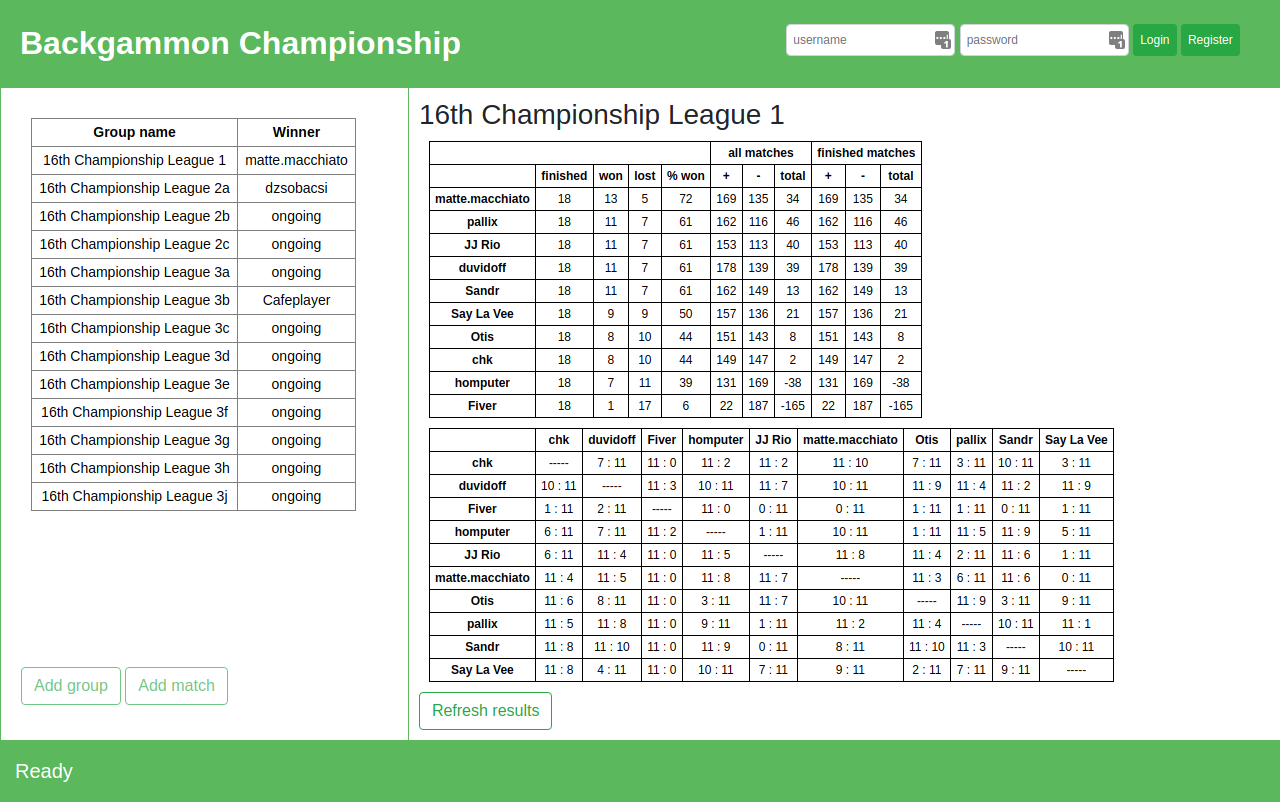 Backgammon Championship
username
password
Login
Register
Group name Winner
16th Championship League 1 matte.macchiato
16th Championship League 2a dzsobacsi
16th Championship League 2b ongoing
16th Championship League 2c ongoing
16th Championship League 3a ongoing
16th Championship League 3b Cafeplayer
16th Championship League 3c ongoing
16th Championship League 3d ongoing
16th Championship League 3e ongoing
16th Championship League 3f ongoing
16th Championship League 3g ongoing
16th Championship League 3h ongoing
16th Championship League 3j ongoing
Add group
Add match
16th Championship League 1
all matches finished matches
finished won lost % won + - total + - total
matte.macchiato 18 13 5 72 169 135 34 169 135 34
pallix 18 11 7 61 162 116 46 162 116 46
JJ Rio 18 11 7 61 153 113 40 153 113 40
duvidoff 18 11 7 61 178 139 39 178 139 39
Sandr 18 11 7 61 162 149 13 162 149 13
Say La Vee 18 9 9 50 157 136 21 157 136 21
Otis 18 8 10 44 151 143 8 151 143 8
chk 18 8 10 44 149 147 2 149 147 2
homputer 18 7 11 39 131 169 -38 131 169 -38
Fiver 18 1 17 6 22 187 -165 22 187 -165
chk duvidoff Fiver homputer JJ Rio matte.macchiato Otis pallix Sandr Say La Vee
chk ----- 7 : 11 11 : 0 11 : 2 11 : 2 11 : 10 7 : 11 3 : 11 10 : 11 3 : 11
duvidoff 10 : 11 ----- 11 : 3 10 : 11 11 : 7 10 : 11 11 : 9 11 : 4 11 : 2 11 : 9
Fiver 1 : 11 2 : 11 ----- 11 : 0 0 : 11 0 : 11 1 : 11 1 : 11 0 : 11 1 : 11
homputer 6 : 11 7 : 11 11 : 2 ----- 1 : 11 10 : 11 1 : 11 11 : 5 11 : 9 5 : 11
JJ Rio 6 : 11 11 : 4 11 : 0 11 : 5 ----- 11 : 8 11 : 4 2 : 11 11 : 6 1 : 11
matte.macchiato 11 : 4 11 : 5 11 : 0 11 : 8 11 : 7 ----- 11 : 3 6 : 11 11 : 6 0 : 11
Otis 11 : 6 8 : 11 11 : 0 3 : 11 11 : 7 10 : 11 ----- 11 : 9 3 : 11 9 : 11
pallix 11 : 5 11 : 8 11 : 0 9 : 11 1 : 11 11 : 2 11 : 4 ----- 10 : 11 11 : 1
Sandr 11 : 8 11 : 10 11 : 0 11 : 9 0 : 11 8 : 11 11 : 10 11 : 3 ----- 10 : 11
Say La Vee 11 : 8 4 : 11 11 : 0 10 : 11 7 : 11 9 : 11 2 : 11 7 : 11 9 : 11 -----
Refresh results
Ready